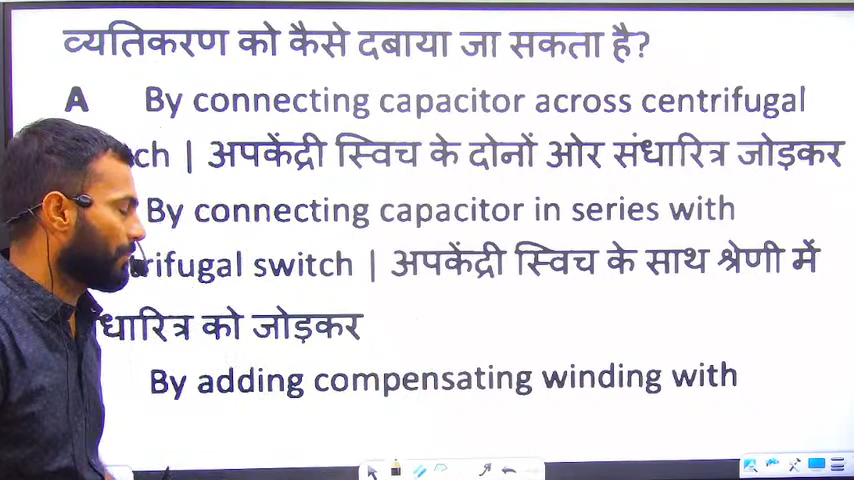 व्यतिकरण को कैसे दबाया जा सकता है?
A By connecting capacitor across centrifugal
ch | अपकेंद्री स्विच के दोनों ओर संधारित्र जोड़कर
By connecting capacitor in series with
rifugal switch | अपकेंद्री स्विच के साथ श्रेणी में
धारित्र को जोड़कर
By adding compensating winding with